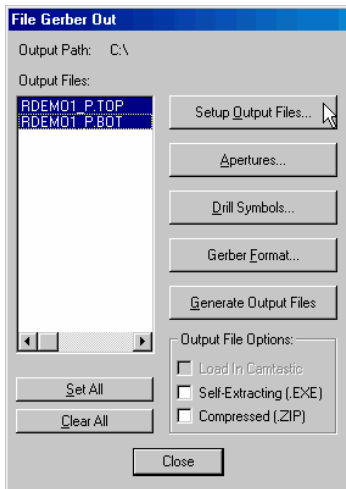 File Gerber Out
Output Path: C:\
Output Files:
RDEMO1_P.TOP
RDEMO1_P.BOT
Setup Output Files...
Apertures...
Drill Symbols...
Gerber Format...
Generate Output Files
Output File Options:
Load In Camtastic
Self-Extracting (.EXE)
Compressed (.ZIP)
Set All
Clear All
Close